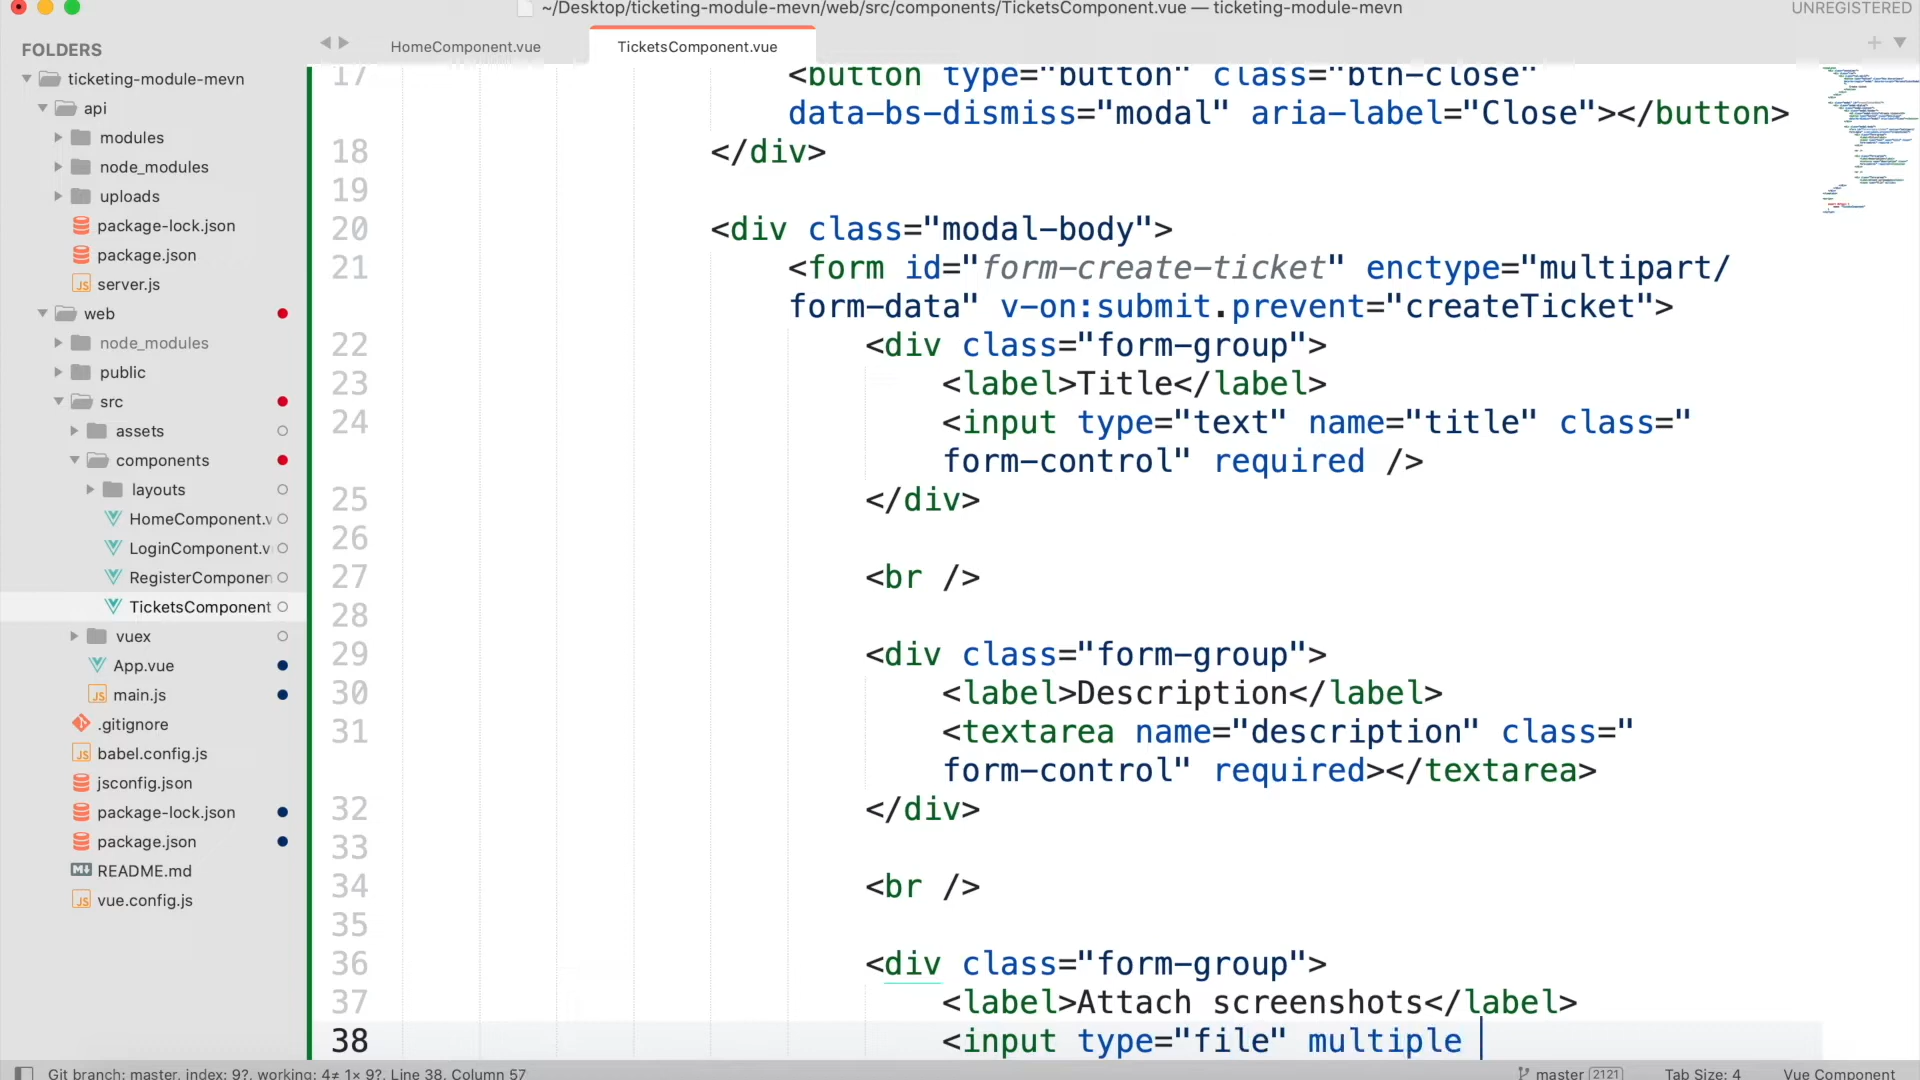 ~/Desktop/ticketing-module-mevn/web/src/components/TicketsComponent.vue — ticketing-module-mevn
UNREGISTERED
FOLDERS
ticketing-module-mevn
api
modules
node_modules
uploads
package-lock.json
package.json
server.js
web
node_modules
public
src
assets
components
layouts
HomeComponent.v
LoginComponent.v
RegisterComponen
TicketsComponent
vuex
App.vue
main.js
.gitignore
babel.config.js
jsconfig.json
package-lock.json
package.json
README.md
vue.config.js
HomeComponent.vue
TicketsComponent.vue
17 <button type="button" class="btn-close"
data-bs-dismiss="modal" aria-label="Close"></button>
18 </div>
19
20 <div class="modal-body">
21 <form id="form-create-ticket" enctype="multipart/
form-data" v-on:submit.prevent="createTicket">
22 <div class="form-group">
23 <label>Title</label>
24 <input type="text" name="title" class="
form-control" required />
25 </div>
26
27 <br />
28
29 <div class="form-group">
30 <label>Description</label>
31 <textarea name="description" class="
form-control" required></textarea>
32 </div>
33
34 <br />
35
36 <div class="form-group">
37 <label>Attach screenshots</label>
38 <input type="file" multiple
Git branch: master, index: 9?, working: 4≠ 1× 9?, Line 38, Column 57
master 2121
Tab Size: 4
Vue Component